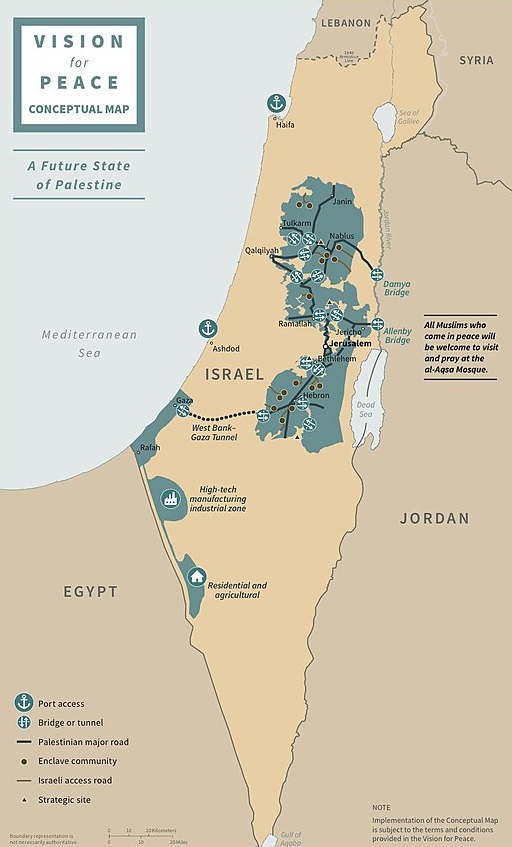 VISION
for
PEACE
CONCEPTUAL MAP
A Future State
of Palestine
LEBANON
1949
Armistice
Line
SYRIA
Haifa
Sea of
Galilee
Janin
Tulkarm
Nablus
Qalqilyah
Jordan River
Damya
Bridge
Ramallah
Jericho
Allenby
Bridge
Jerusalem
Bethlehem
All Muslims who
come in peace will
be welcome to visit
and pray at the
al-Aqsa Mosque.
Mediterranean
Sea
Ashdod
ISRAEL
Hebron
Dead
Sea
Gaza
West Bank–
Gaza Tunnel
Rafah
High-tech
manufacturing
industrial zone
JORDAN
EGYPT
Residential and
agricultural
Port access
Bridge or tunnel
Palestinian major road
Enclave community
Israeli access road
Strategic site
Boundary representation is
not necessarily authoritative.
0 10 20 Kilometers
0 10 20 Miles
Gulf of
Aqaba
NOTE
Implementation of the Conceptual Map
is subject to the terms and conditions
provided in the Vision for Peace.